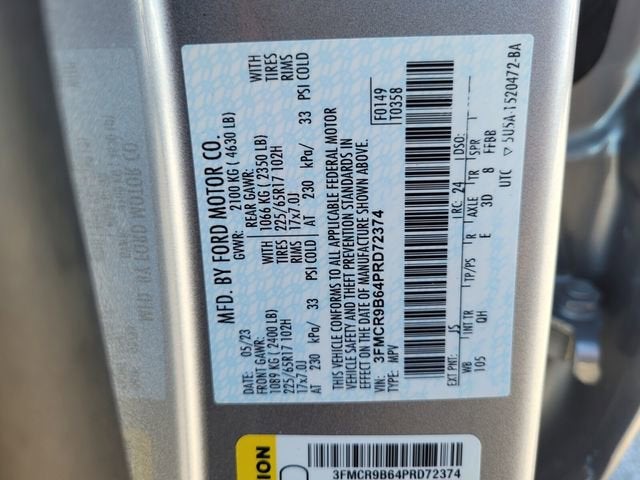 MFD. BY FORD MOTOR CO.
05/23 GVWR: 2100 KG ( 4630 LB)
FRONT GAWR: REAR GAWR:
1089 KG ( 2400 LB) 1066 KG ( 2350 LB) WITH
225/65R17 102H WITH 225/65R17 102H TIRES
17x7.0J TIRES 17x7.0J RIMS
AT 230 kPa/ 33 RIMS AT 230 kPa/ 33 PSI COLD
PSI COLD
THIS VEHICLE CONFORMS TO ALL APPLICABLE FEDERAL MOTOR
VEHICLE SAFETY AND THEFT PREVENTION STANDARDS IN
EFFECT ON THE DATE OF MANUFACTURE SHOWN ABOVE.
VIN: 3FMCR9B64PRD72374 F0149
TYPE: MPV T0358
EXT PNT: JS RC: 24 DSO:
WB INT TR TP/PS R AXLE TR SPR
105 QH E 3D 8 FFBB
UTC ▽ 5U5A-1520472-BA
3FMCR9B64PRD72374